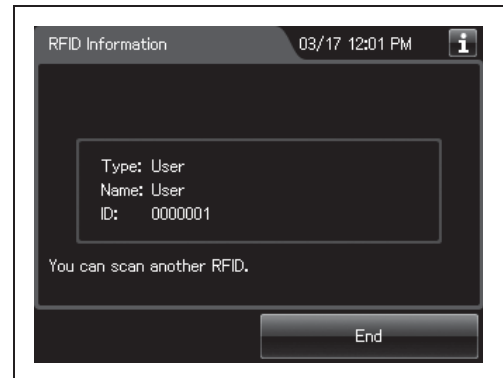 RFID Information
03/17 12:01 PM
i
Type: User
Name: User
ID: 0000001
You can scan another RFID.
End